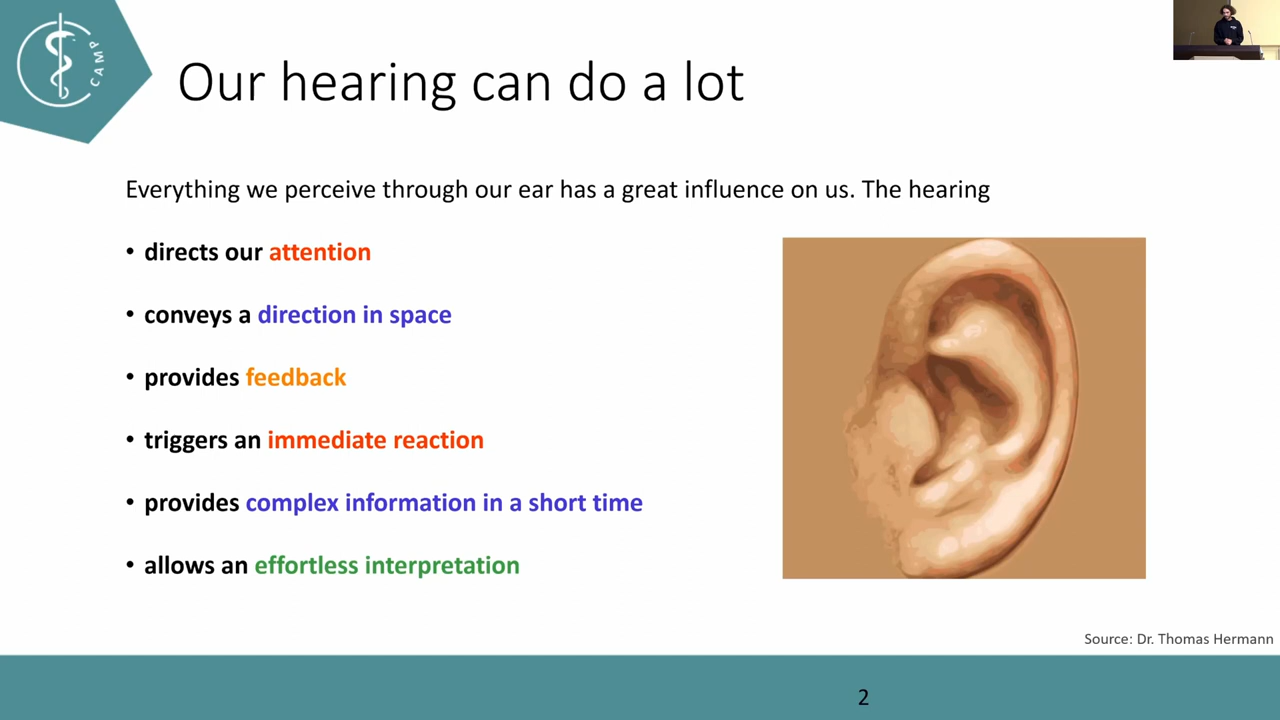 CAMP
Our hearing can do a lot
Everything we perceive through our ear has a great influence on us. The hearing
• directs our attention
• conveys a direction in space
• provides feedback
• triggers an immediate reaction
• provides complex information in a short time
• allows an effortless interpretation
Source: Dr. Thomas Hermann
2